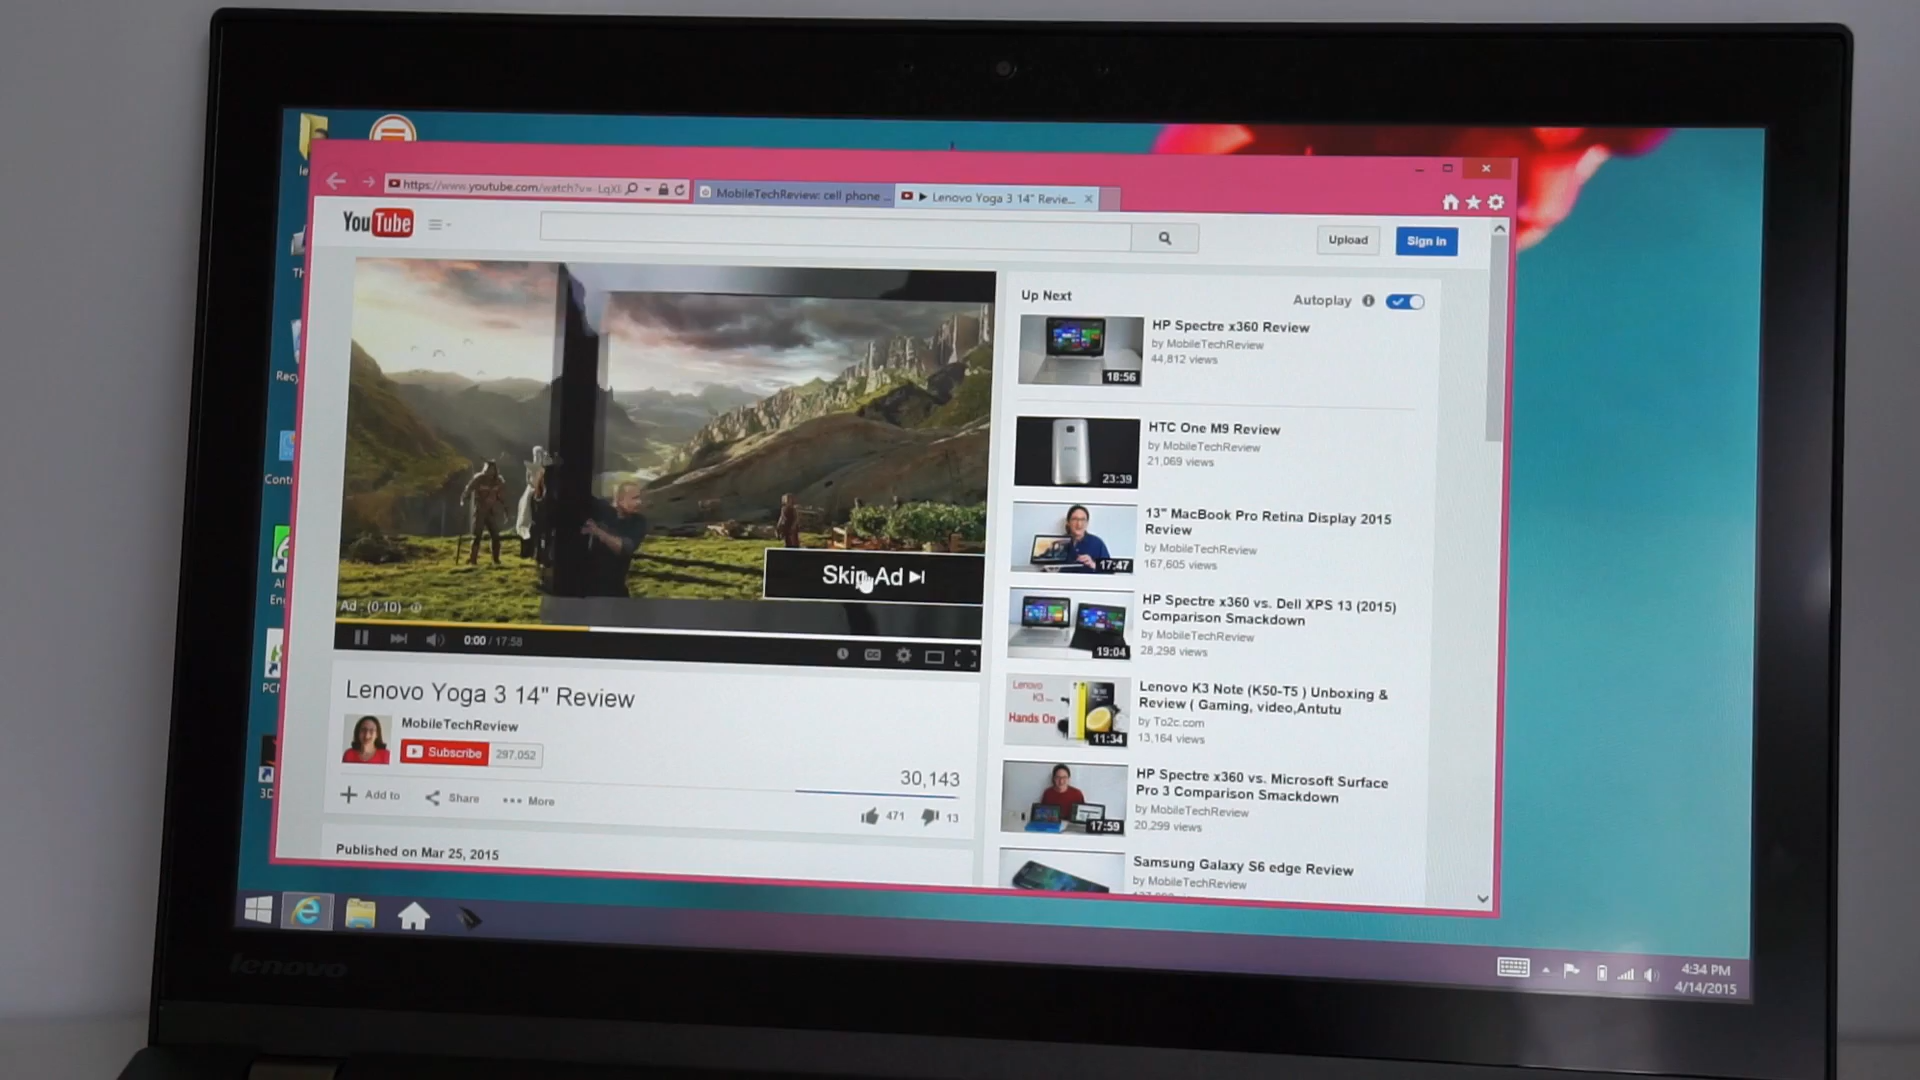 https://www.youtube.com/watch?v=
MobileTechReview: cell phone ...
Lenovo Yoga 3 14" Revie...
YouTube
Upload
Sign in
Skip Ad
Ad : (0:10)
0:00 / 17:58
CC
Lenovo Yoga 3 14" Review
MobileTechReview
Subscribe
297,052
30,143
Add to
Share
More
471
13
Published on Mar 25, 2015
Up Next
Autoplay
HP Spectre x360 Review
by MobileTechReview
44,812 views
18:56
HTC One M9 Review
by MobileTechReview
21,069 views
23:39
13" MacBook Pro Retina Display 2015
Review
by MobileTechReview
167,605 views
17:47
HP Spectre x360 vs. Dell XPS 13 (2015)
Comparison Smackdown
by MobileTechReview
28,298 views
19:04
Lenovo K3 Note (K50-T5 ) Unboxing &
Review ( Gaming, video,Antutu
by To2c.com
13,164 views
Lenovo
K3
Hands On
11:34
HP Spectre x360 vs. Microsoft Surface
Pro 3 Comparison Smackdown
by MobileTechReview
20,299 views
17:59
Samsung Galaxy S6 edge Review
by MobileTechReview
4:34 PM
4/14/2015
lenovo